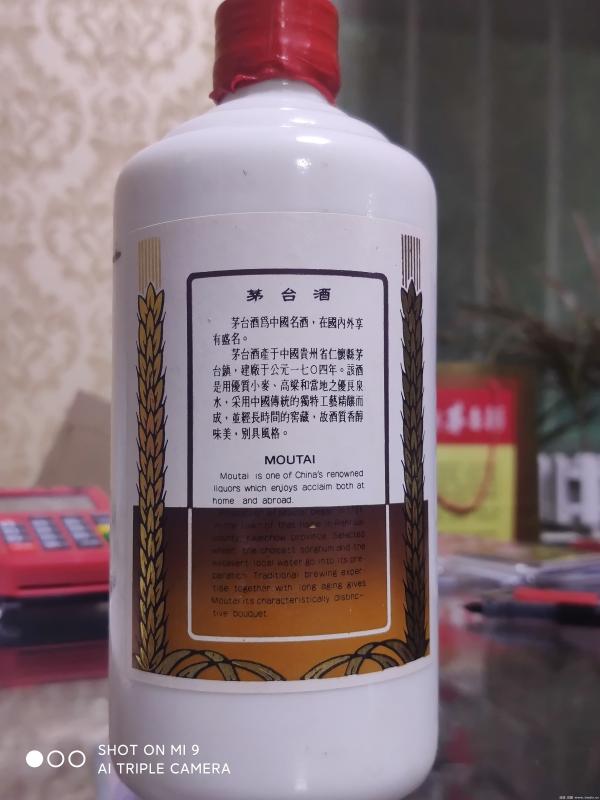 茅台酒
茅台酒爲中國名酒，在國內外享
有盛名。
茅台酒產于中國貴州省仁懷縣茅
台鎮，建廠于公元一七〇四年。該酒
是用優質小麥、高粱和當地之優良泉
水，采用中國傳統的獨特工藝精釀而
成，並經長時間的窖藏，故酒質香醇
味美，別具風格。
MOUTAI
Moutai is one of China's renowned
liquors which enjoys acclaim both at
home and abroad.
in the town of that name in Renhuai
county, Kweichow province. Selected
wheat, the choicest sorghum and the
local water go into its pre-
paration. Traditional brewing exper-
tise together with long aging gives
Moutai its characteristically distinc-
tive bouquet.
SHOT ON MI 9
AI TRIPLE CAMERA